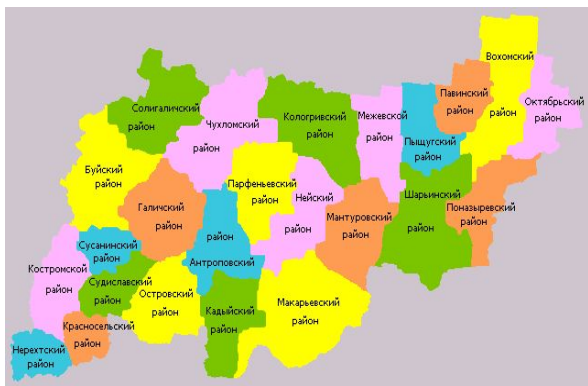 Вохомский
район
Октябрьский
район
Павинский
район
Солигаличский
район
Чухломский
район
Кологривский
район
Межевской
район
Пыщугский
район
Буйский
район
Парфеньевский
район
Нейский
район
Шарьинский
район
Поназыревский
район
Галичский
район
Мантуровский
район
район
Антроповский
Сусанинский
район
Костромской
район
Судиславский
район
Островский
район
Кадыйский
район
Макарьевский
район
Красносельский
район
Нерехтский
район